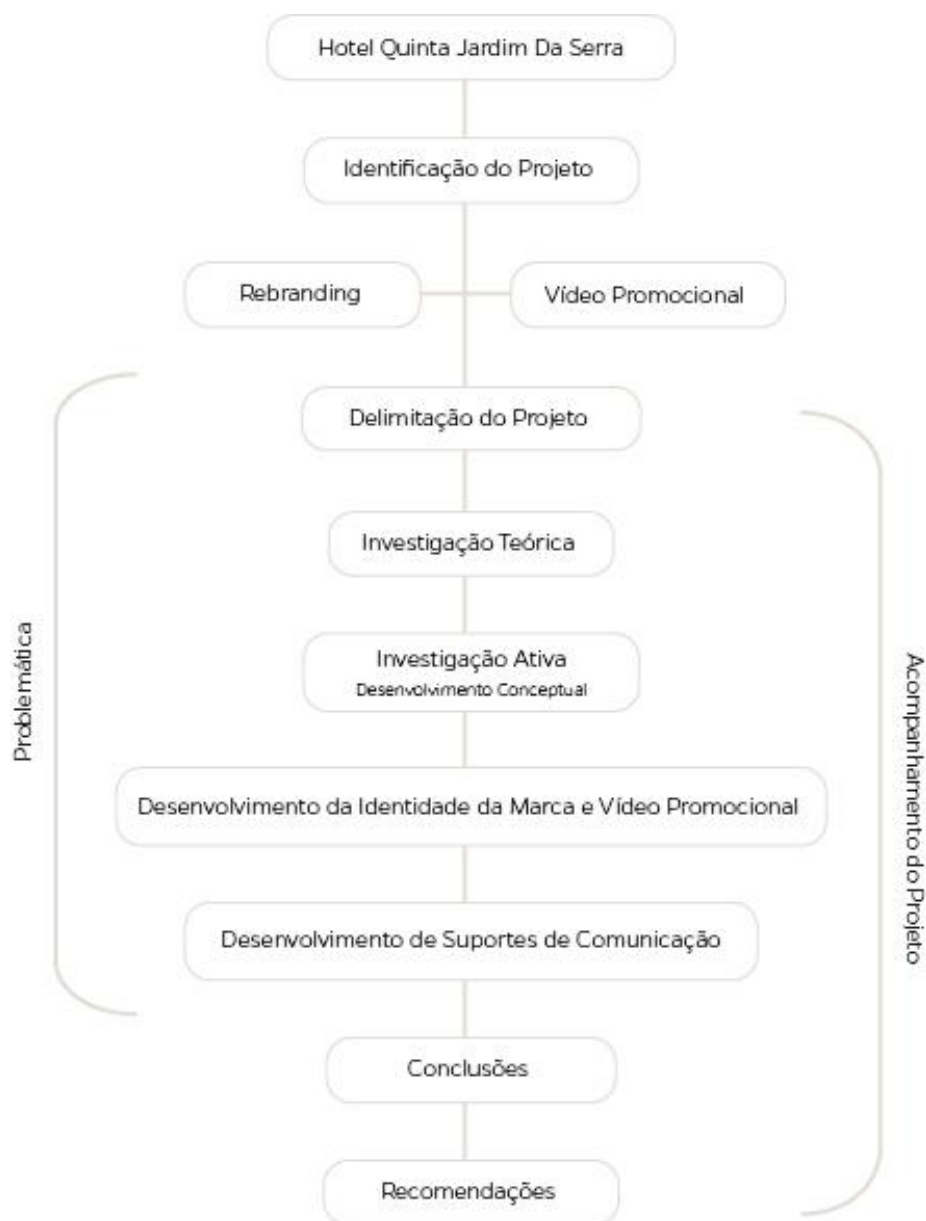 Hotel Quinta Jardim Da Serra
Identificação do Projeto
Rebranding
Vídeo Promocional
Delimitação do Projeto
Investigação Teórica
Investigação Ativa
Desenvolvimento Conceptual
Problemática
Acompanhamento do Projeto
Desenvolvimento da Identidade da Marca e Vídeo Promocional
Desenvolvimento de Suportes de Comunicação
Conclusões
Recomendações